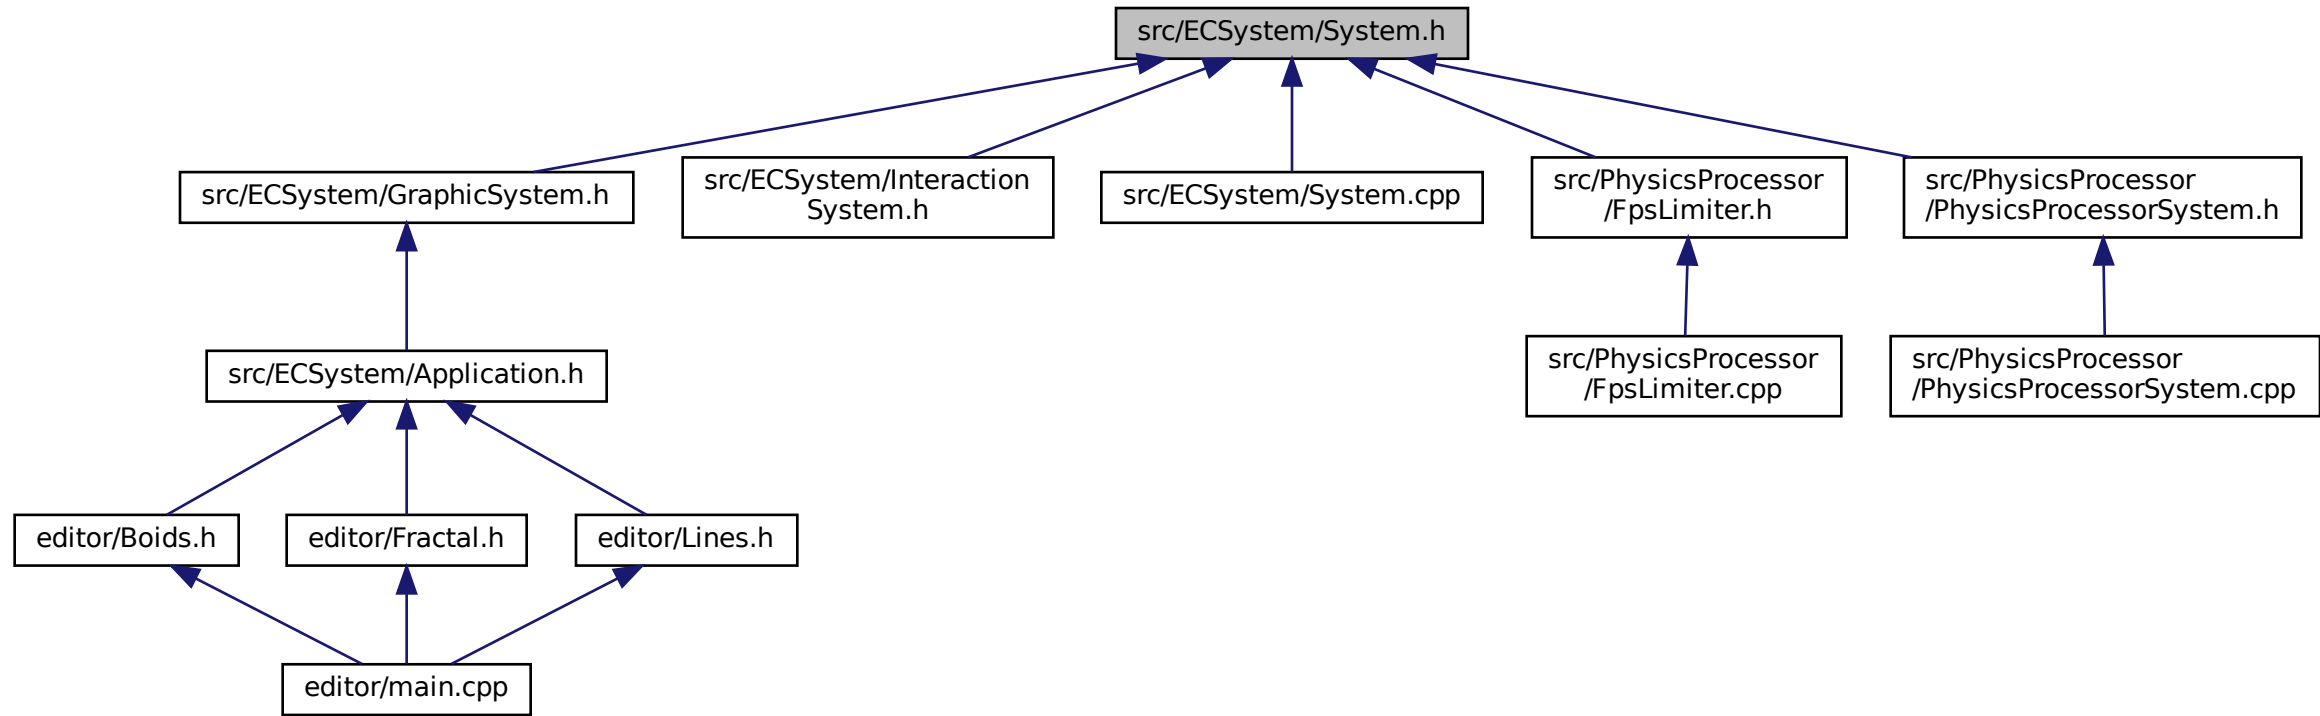 src/ECSystem/System.h
src/ECSystem/GraphicSystem.h
src/ECSystem/Interaction
System.h
src/ECSystem/System.cpp
src/PhysicsProcessor
/FpsLimiter.h
src/PhysicsProcessor
/PhysicsProcessorSystem.h
src/ECSystem/Application.h
src/PhysicsProcessor
/FpsLimiter.cpp
src/PhysicsProcessor
/PhysicsProcessorSystem.cpp
editor/Boids.h
editor/Fractal.h
editor/Lines.h
editor/main.cpp